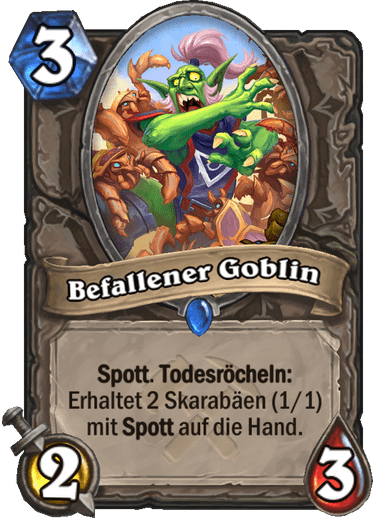 3
Befallener Goblin
Spott. Todesröcheln:
Erhaltet 2 Skarabäen (1/1)
mit Spott auf die Hand.
2
3